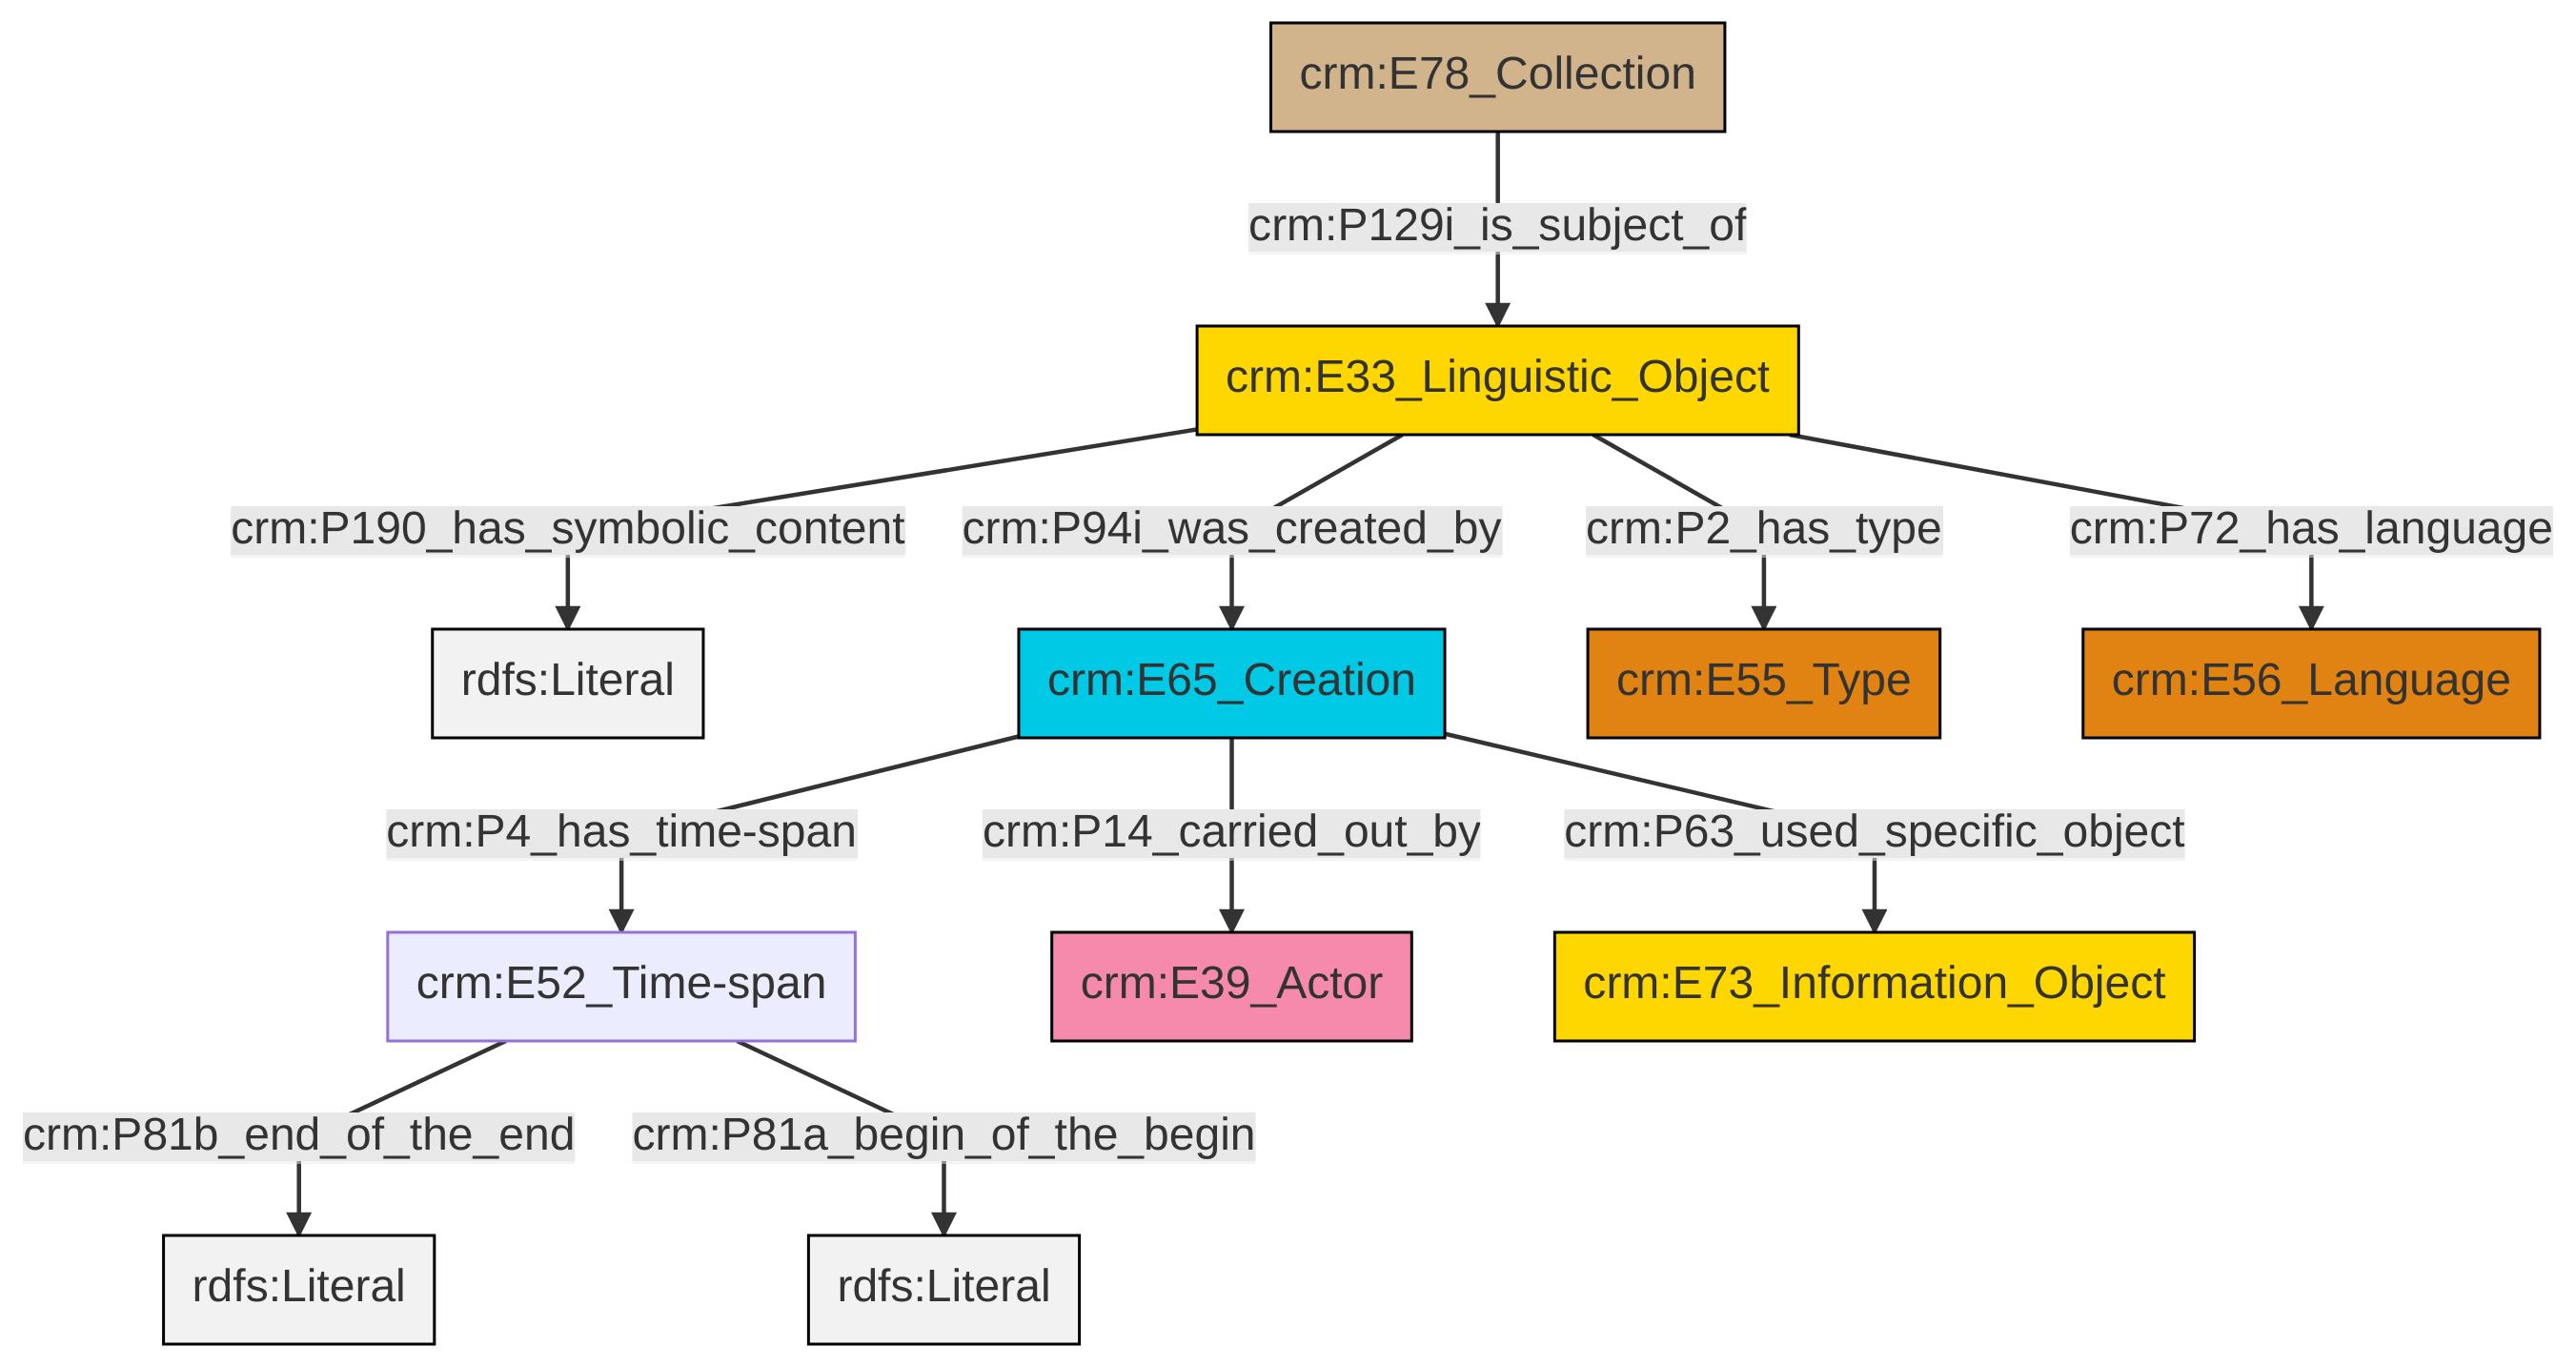 crm:E78_Collection
crm:P129i_is_subject_of
crm:E33_Linguistic_Object
crm:P190_has_symbolic_content
crm:P94i_was_created_by
crm:P2_has_type
crm:P72_has_language
rdfs:Literal
crm:E65_Creation
crm:E55_Type
crm:E56_Language
crm:P4_has_time-span
crm:P14_carried_out_by
crm:P63_used_specific_object
crm:E52_Time-span
crm:E39_Actor
crm:E73_Information_Object
crm:P81b_end_of_the_end
crm:P81a_begin_of_the_begin
rdfs:Literal
rdfs:Literal